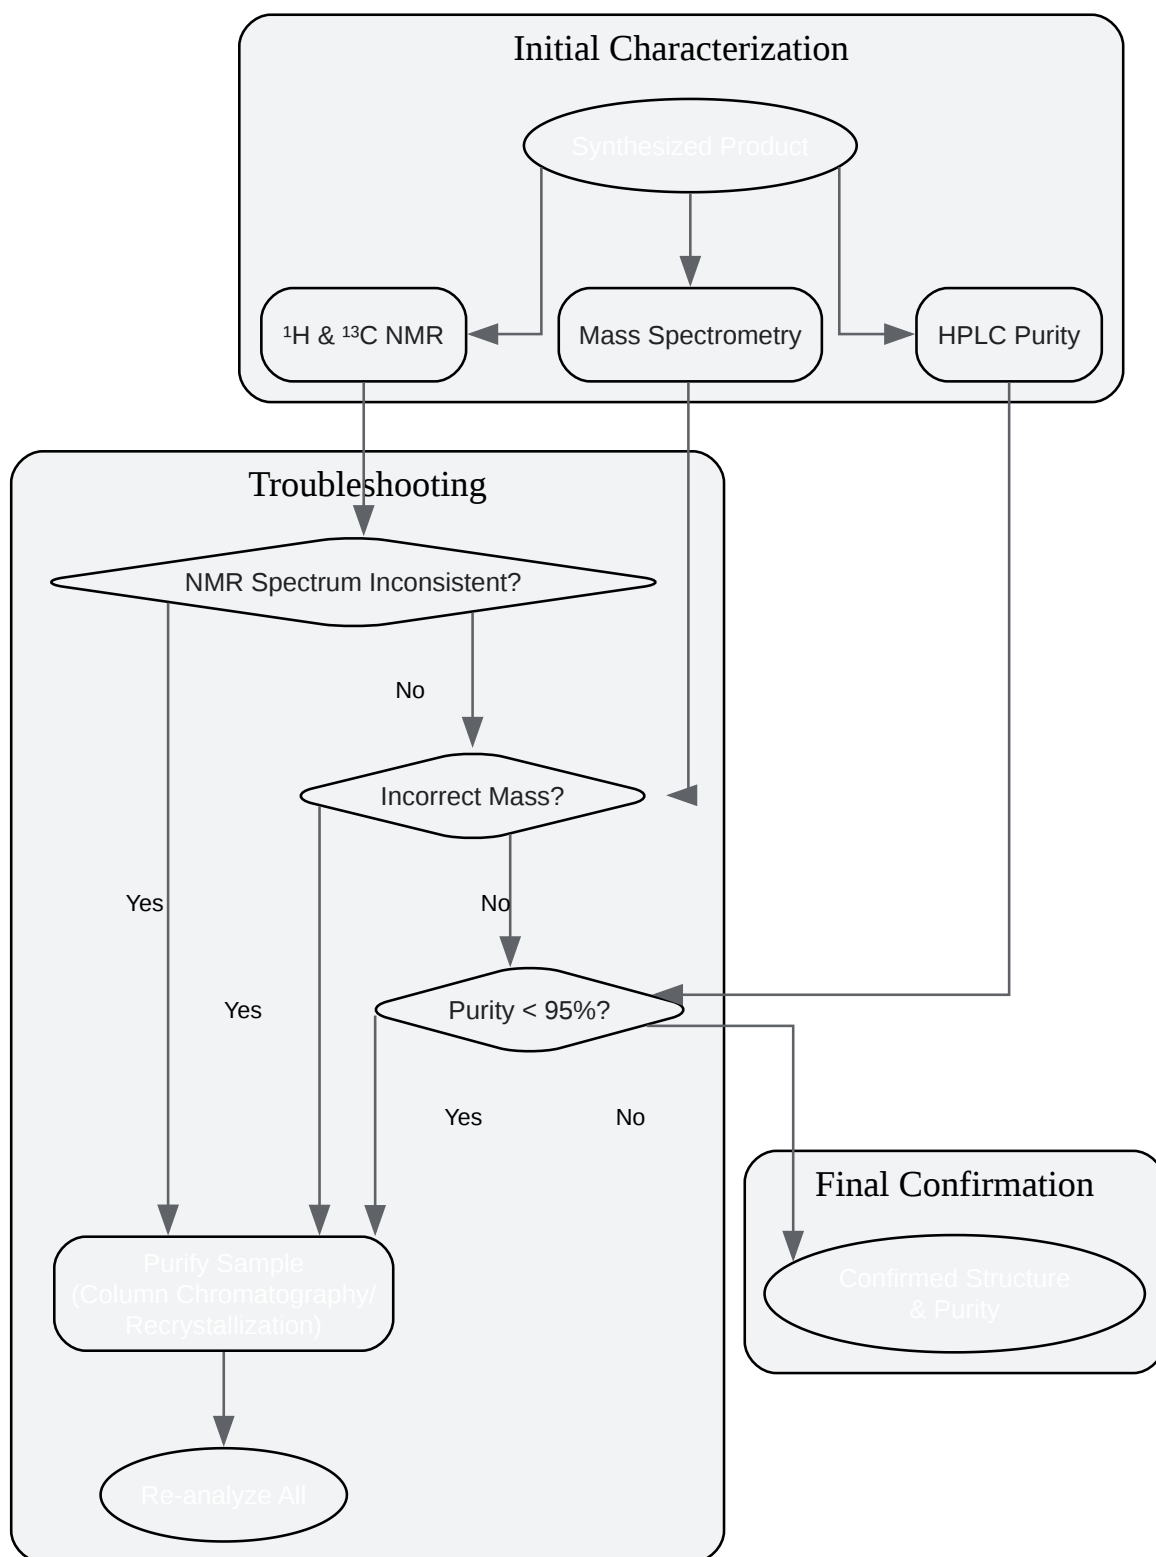 Initial Characterization
Synthesized Product
¹H & ¹³C NMR
Mass Spectrometry
HPLC Purity
Troubleshooting
NMR Spectrum Inconsistent?
No
Incorrect Mass?
Yes
No
Yes
Purity < 95%?
Yes
No
Final Confirmation
Purify Sample
(Column Chromatography/
Recrystallization)
Confirmed Structure
& Purity
Re-analyze All